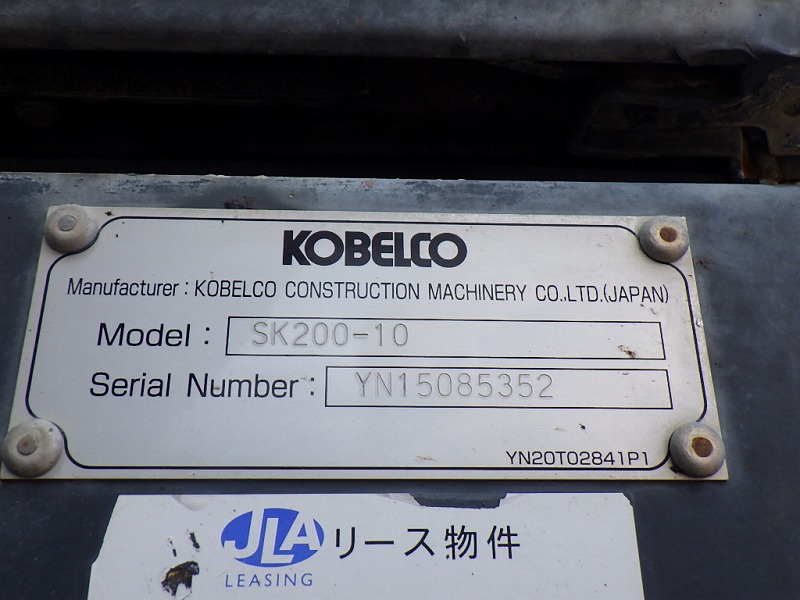 KOBELCO
Manufacturer : KOBELCO CONSTRUCTION MACHINERY CO.,LTD.(JAPAN)
Model : SK200-10
Serial Number : YN15085352
YN20T02841P1
JLA リース物件
LEASING